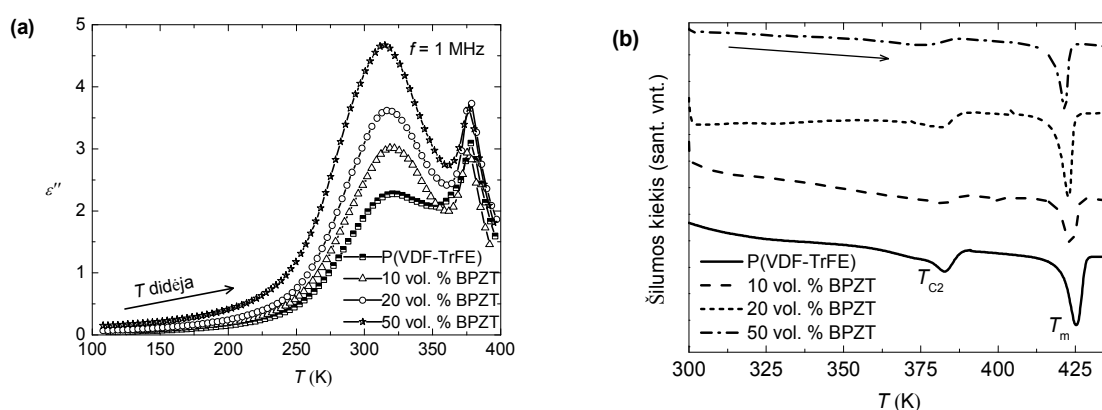 (a)
5
4
3
2
1
0
ε''
f = 1 MHz
T didėja
P(VDF-TrFE)
10 vol. % BPZT
20 vol. % BPZT
50 vol. % BPZT
100 150 200 250 300 350 400
T (K)
(b)
Šilumos kiekis (sant. vnt.)
T_C2
T_m
P(VDF-TrFE)
10 vol. % BPZT
20 vol. % BPZT
50 vol. % BPZT
300 325 350 375 400 425
T (K)